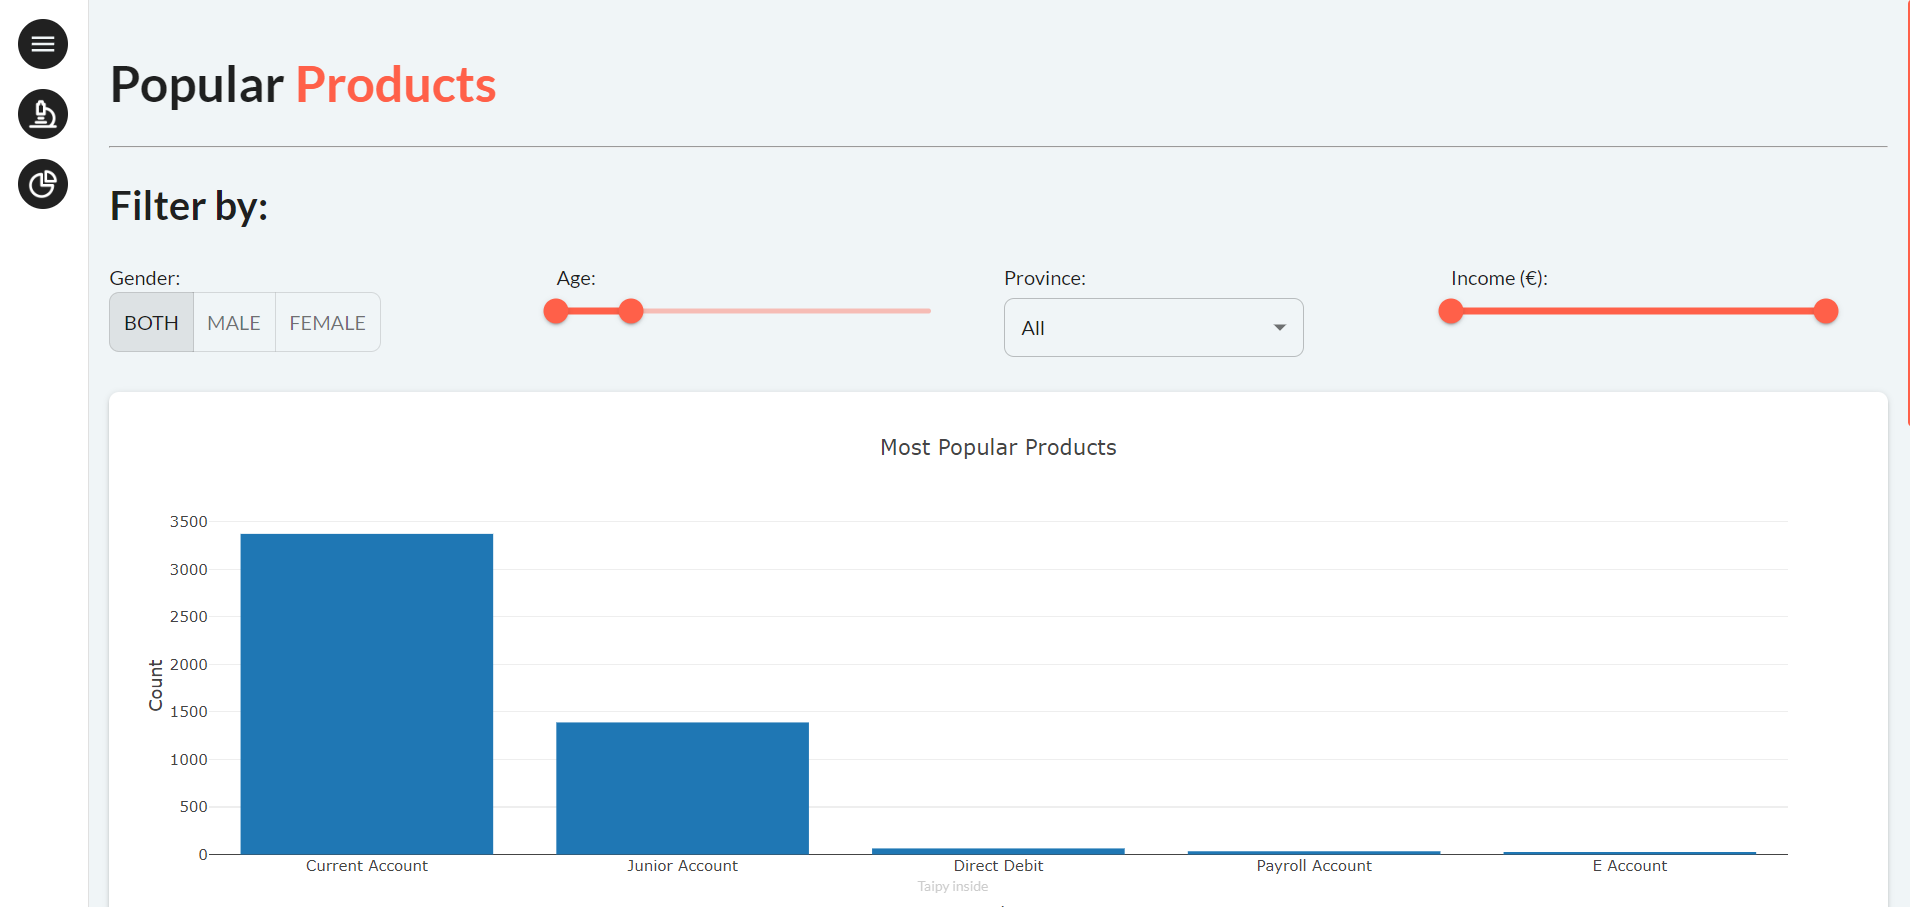 Popular Products
Filter by:
Gender:
BOTH MALE FEMALE
Age:
Province:
All
Income (€):
Most Popular Products
3500
3000
2500
2000
1500
1000
500
0
Count
Current Account
Junior Account
Direct Debit
Payroll Account
E Account
Taipy inside